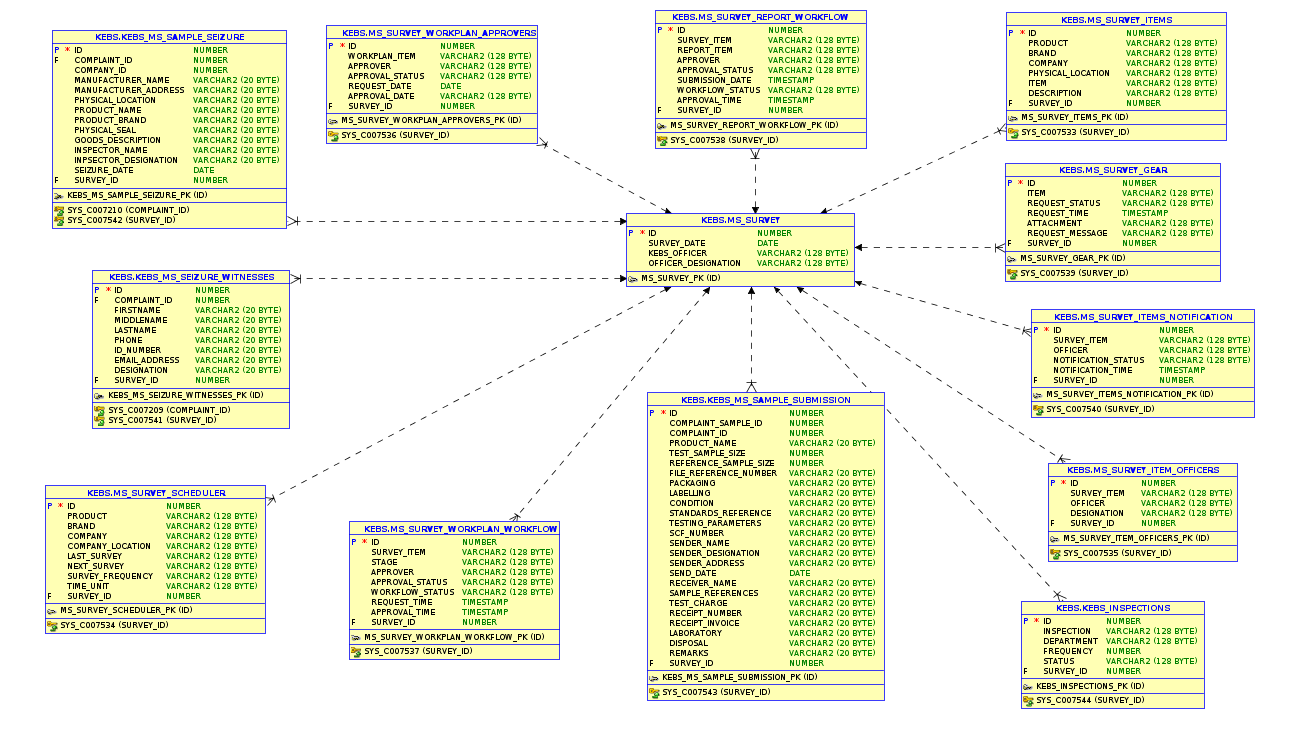 KEBS.KEBS_MS_SAMPLE_SEIZURE
P * ID NUMBER
F COMPLAINT_ID NUMBER
COMPANY_ID NUMBER
MANUFACTURER_NAME VARCHAR2 (20 BYTE)
MANUFACTURER_ADDRESS VARCHAR2 (20 BYTE)
PHYSICAL_LOCATION VARCHAR2 (20 BYTE)
PRODUCT_NAME VARCHAR2 (20 BYTE)
PRODUCT_BRAND VARCHAR2 (20 BYTE)
PHYSICAL_SEAL VARCHAR2 (20 BYTE)
GOODS_DESCRIPTION VARCHAR2 (20 BYTE)
INSPECTOR_NAME VARCHAR2 (20 BYTE)
INPSECTOR_DESIGNATION VARCHAR2 (20 BYTE)
SEIZURE_DATE DATE
F SURVEY_ID NUMBER
KEBS_MS_SAMPLE_SEIZURE_PK (ID)
SYS_C007210 (COMPLAINT_ID)
SYS_C007542 (SURVEY_ID)
KEBS.MS_SURVEY_WORKPLAN_APPROVERS
P * ID NUMBER
WORKPLAN_ITEM VARCHAR2 (128 BYTE)
APPROVER VARCHAR2 (128 BYTE)
APPROVAL_STATUS VARCHAR2 (128 BYTE)
REQUEST_DATE DATE
APPROVAL_DATE VARCHAR2 (128 BYTE)
F SURVEY_ID NUMBER
MS_SURVEY_WORKPLAN_APPROVERS_PK (ID)
SYS_C007536 (SURVEY_ID)
KEBS.MS_SURVEY_REPORT_WORKFLOW
P * ID NUMBER
SURVEY_ITEM VARCHAR2 (128 BYTE)
REPORT_ITEM VARCHAR2 (128 BYTE)
APPROVER VARCHAR2 (128 BYTE)
APPROVAL_STATUS VARCHAR2 (128 BYTE)
SUBMISSION_DATE TIMESTAMP
WORKFLOW_STATUS VARCHAR2 (128 BYTE)
APPROVAL_TIME TIMESTAMP
F SURVEY_ID NUMBER
MS_SURVEY_REPORT_WORKFLOW_PK (ID)
SYS_C007538 (SURVEY_ID)
KEBS.MS_SURVEY_ITEMS
P * ID NUMBER
PRODUCT VARCHAR2 (128 BYTE)
BRAND VARCHAR2 (128 BYTE)
COMPANY VARCHAR2 (128 BYTE)
PHYSICAL_LOCATION VARCHAR2 (128 BYTE)
ITEM VARCHAR2 (128 BYTE)
DESCRIPTION VARCHAR2 (128 BYTE)
F SURVEY_ID NUMBER
MS_SURVEY_ITEMS_PK (ID)
SYS_C007533 (SURVEY_ID)
KEBS.MS_SURVEY_GEAR
P * ID NUMBER
ITEM VARCHAR2 (128 BYTE)
REQUEST_STATUS VARCHAR2 (128 BYTE)
REQUEST_TIME TIMESTAMP
ATTACHMENT VARCHAR2 (128 BYTE)
REQUEST_MESSAGE VARCHAR2 (128 BYTE)
F SURVEY_ID NUMBER
MS_SURVEY_GEAR_PK (ID)
SYS_C007539 (SURVEY_ID)
KEBS.MS_SURVEY
P * ID NUMBER
SURVEY_DATE DATE
KEBS_OFFICER VARCHAR2 (128 BYTE)
OFFICER_DESIGNATION VARCHAR2 (128 BYTE)
MS_SURVEY_PK (ID)
KEBS.KEBS_MS_SEIZURE_WITNESSES
P * ID NUMBER
F COMPLAINT_ID NUMBER
FIRSTNAME VARCHAR2 (20 BYTE)
MIDDLENAME VARCHAR2 (20 BYTE)
LASTNAME VARCHAR2 (20 BYTE)
PHONE VARCHAR2 (20 BYTE)
ID_NUMBER VARCHAR2 (20 BYTE)
EMAIL_ADDRESS VARCHAR2 (20 BYTE)
DESIGNATION VARCHAR2 (20 BYTE)
F SURVEY_ID NUMBER
KEBS_MS_SEIZURE_WITNESSES_PK (ID)
SYS_C007209 (COMPLAINT_ID)
SYS_C007541 (SURVEY_ID)
KEBS.MS_SURVEY_ITEMS_NOTIFICATION
P * ID NUMBER
SURVEY_ITEM VARCHAR2 (128 BYTE)
OFFICER VARCHAR2 (128 BYTE)
NOTIFICATION_STATUS VARCHAR2 (128 BYTE)
NOTIFICATION_TIME TIMESTAMP
F SURVEY_ID NUMBER
MS_SURVEY_ITEMS_NOTIFICATION_PK (ID)
SYS_C007540 (SURVEY_ID)
KEBS.KEBS_MS_SAMPLE_SUBMISSION
P * ID NUMBER
COMPLAINT_SAMPLE_ID NUMBER
COMPLAINT_ID NUMBER
PRODUCT_NAME VARCHAR2 (20 BYTE)
TEST_SAMPLE_SIZE NUMBER
REFERENCE_SAMPLE_SIZE NUMBER
FILE_REFERENCE_NUMBER VARCHAR2 (20 BYTE)
PACKAGING VARCHAR2 (20 BYTE)
LABELLING VARCHAR2 (20 BYTE)
CONDITION VARCHAR2 (20 BYTE)
STANDARDS_REFERENCE VARCHAR2 (20 BYTE)
TESTING_PARAMETERS VARCHAR2 (20 BYTE)
SCF_NUMBER VARCHAR2 (20 BYTE)
SENDER_NAME VARCHAR2 (20 BYTE)
SENDER_DESIGNATION VARCHAR2 (20 BYTE)
SENDER_ADDRESS VARCHAR2 (20 BYTE)
SEND_DATE DATE
RECEIVER_NAME VARCHAR2 (20 BYTE)
SAMPLE_REFERENCES VARCHAR2 (20 BYTE)
TEST_CHARGE VARCHAR2 (20 BYTE)
RECEIPT_NUMBER VARCHAR2 (20 BYTE)
RECEIPT_INVOICE VARCHAR2 (20 BYTE)
LABORATORY VARCHAR2 (20 BYTE)
DISPOSAL VARCHAR2 (20 BYTE)
REMARKS VARCHAR2 (20 BYTE)
F SURVEY_ID NUMBER
KEBS_MS_SAMPLE_SUBMISSION_PK (ID)
SYS_C007543 (SURVEY_ID)
KEBS.MS_SURVEY_ITEM_OFFICERS
P * ID NUMBER
SURVEY_ITEM VARCHAR2 (128 BYTE)
OFFICER VARCHAR2 (128 BYTE)
DESIGNATION VARCHAR2 (128 BYTE)
F SURVEY_ID NUMBER
MS_SURVEY_ITEM_OFFICERS_PK (ID)
SYS_C007535 (SURVEY_ID)
KEBS.MS_SURVEY_SCHEDULER
P * ID NUMBER
PRODUCT VARCHAR2 (128 BYTE)
BRAND VARCHAR2 (128 BYTE)
COMPANY VARCHAR2 (128 BYTE)
COMPANY_LOCATION VARCHAR2 (128 BYTE)
LAST_SURVEY VARCHAR2 (128 BYTE)
NEXT_SURVEY VARCHAR2 (128 BYTE)
SURVEY_FREQUENCY VARCHAR2 (128 BYTE)
TIME_UNIT VARCHAR2 (128 BYTE)
F SURVEY_ID NUMBER
MS_SURVEY_SCHEDULER_PK (ID)
SYS_C007534 (SURVEY_ID)
KEBS.MS_SURVEY_WORKPLAN_WORKFLOW
P * ID NUMBER
SURVEY_ITEM VARCHAR2 (128 BYTE)
STAGE VARCHAR2 (128 BYTE)
APPROVER VARCHAR2 (128 BYTE)
APPROVAL_STATUS VARCHAR2 (128 BYTE)
WORKFLOW_STATUS VARCHAR2 (128 BYTE)
REQUEST_TIME TIMESTAMP
APPROVAL_TIME TIMESTAMP
F SURVEY_ID NUMBER
MS_SURVEY_WORKPLAN_WORKFLOW_PK (ID)
SYS_C007537 (SURVEY_ID)
KEBS.KEBS_INSPECTIONS
P * ID NUMBER
INSPECTION VARCHAR2 (128 BYTE)
DEPARTMENT VARCHAR2 (128 BYTE)
FREQUENCY NUMBER
STATUS VARCHAR2 (128 BYTE)
F SURVEY_ID NUMBER
KEBS_INSPECTIONS_PK (ID)
SYS_C007544 (SURVEY_ID)